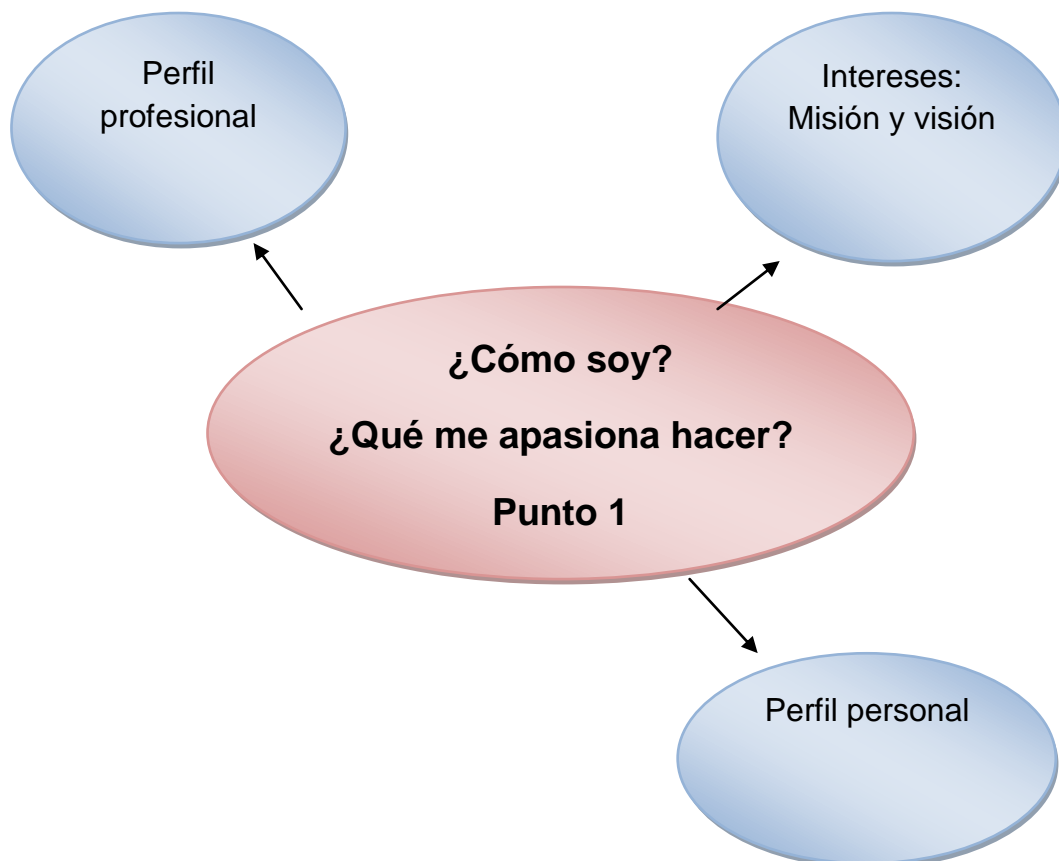 Perfil
profesional
Intereses:
Misión y visión
¿Cómo soy?
¿Qué me apasiona hacer?
Punto 1
Perfil personal